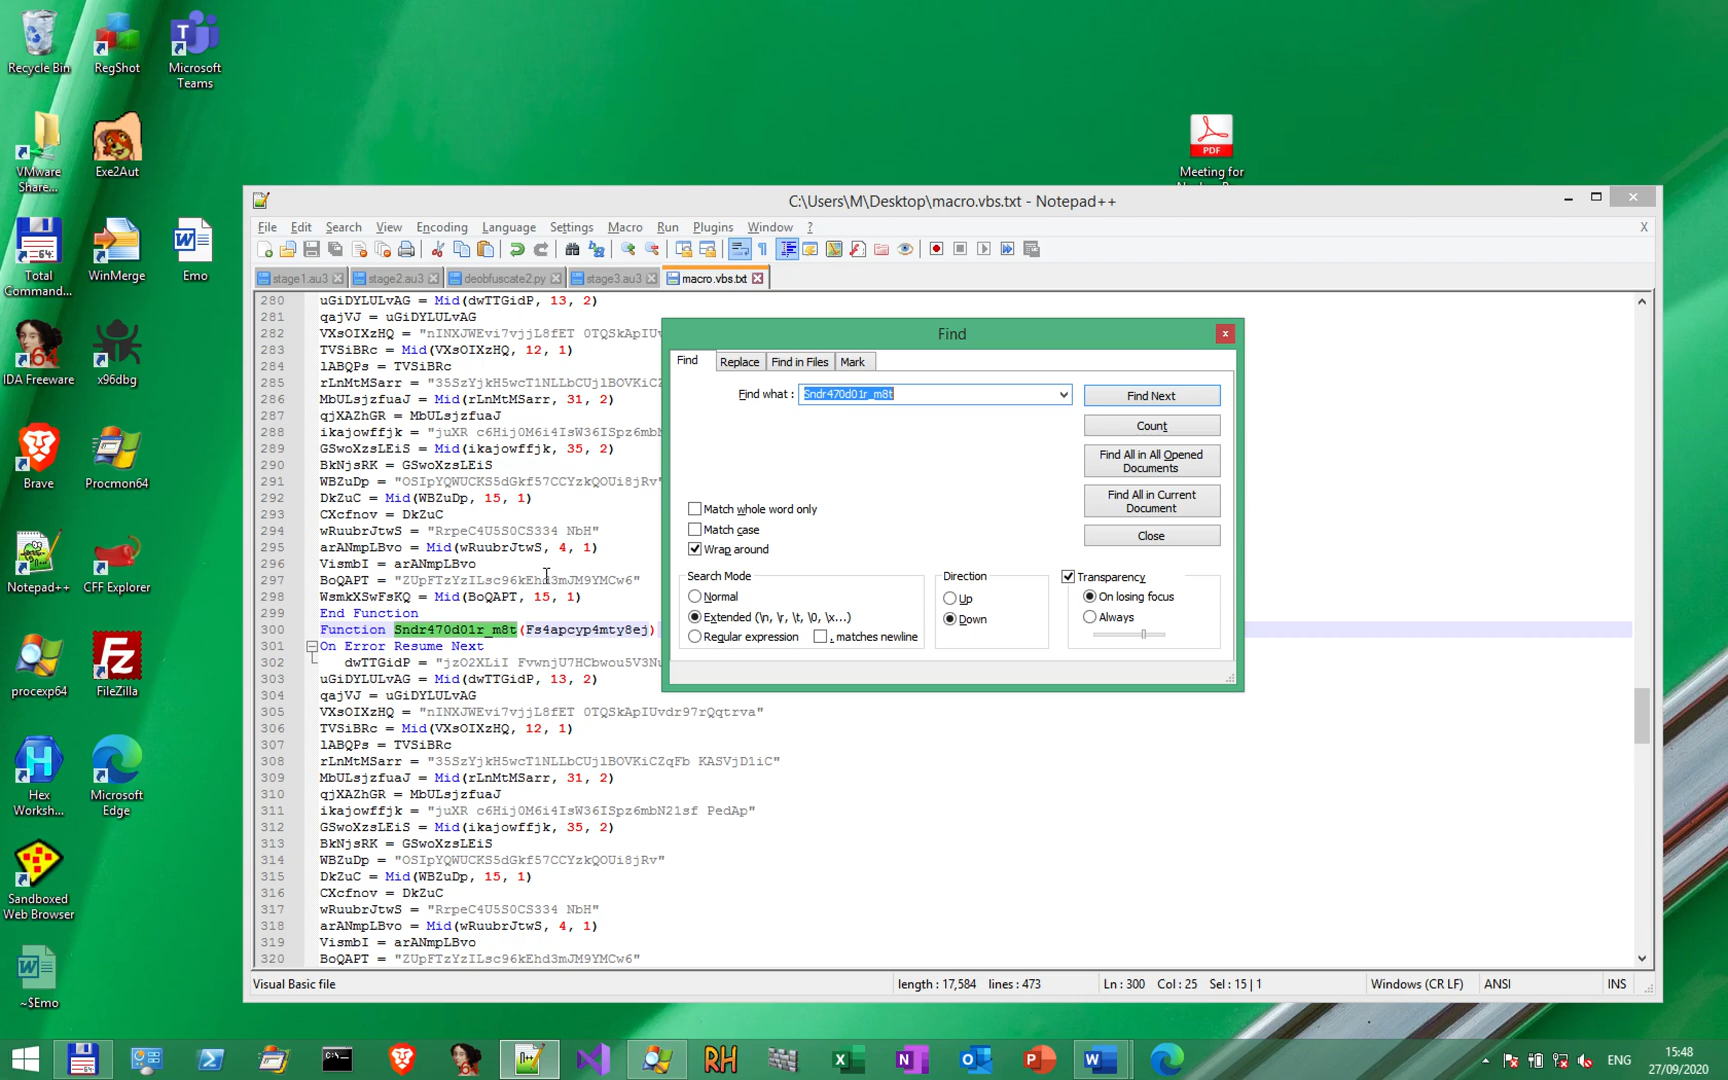 Recycle Bin
RegShot
Microsoft
Teams
VMware
Share...
Exe2Aut
Total
Command...
WinMerge
Emo
IDA Freeware
x96dbg
Brave
Procmon64
Notepad++
CFF Explorer
procexp64
FileZilla
Hex
Worksh...
Microsoft
Edge
Sandboxed
Web Browser
~$Emo
PDF
Meeting for
C:\Users\M\Desktop\macro.vbs.txt - Notepad++
File Edit Search View Encoding Language Settings Tools Macro Run Plugins Window ?
X
stage1.au3
stage2.au3
deobfuscate2.py
stage3.au3
macro.vbs.txt
280 uGiDYLULvAG = Mid(dwTTGidP, 13, 2)
281 qajVJ = uGiDYLULvAG
282 VXsOIXzHQ = "nINXJWEvi7vjjL8fET 0TQSkApIUv
283 TVSiBRc = Mid(VXsOIXzHQ, 12, 1)
284 lABQPs = TVSiBRc
285 rLnMtMSarr = "35SzYjkH5wcT1NLLbCUjlBOVKiCZ
286 MbULsjzfuaJ = Mid(rLnMtMSarr, 31, 2)
287 qjXAZhGR = MbULsjzfuaJ
288 ikajowffjk = "juXR c6Hij0M6i4IsW36ISpz6mbN
289 GSwoXzsLEiS = Mid(ikajowffjk, 35, 2)
290 BkNjsRK = GSwoXzsLEiS
291 WBZuDp = "OSIpYQWUCKS5dGkf57CCYzkQOUi8jRv"
292 DkZuC = Mid(WBZuDp, 15, 1)
293 CXcfnov = DkZuC
294 wRuubrJtwS = "RrpeC4U5S0CS334 NbH"
295 arANmpLBvo = Mid(wRuubrJtwS, 4, 1)
296 VismbI = arANmpLBvo
297 BoQAPT = "ZUpFTzYzILsc96kEhd3mJM9YMCw6"
298 WsmkXSwFsKQ = Mid(BoQAPT, 15, 1)
299 End Function
300 Function Sndr470d01r_m8t(Fs4apcyp4mty8ej)
301 On Error Resume Next
302 dwTTGidP = "jzO2XLiI FvwnjU7HCbwou5V3Nu
303 uGiDYLULvAG = Mid(dwTTGidP, 13, 2)
304 qajVJ = uGiDYLULvAG
305 VXsOIXzHQ = "nINXJWEvi7vjjL8fET 0TQSkApIUvdr97rQqtrva"
306 TVSiBRc = Mid(VXsOIXzHQ, 12, 1)
307 lABQPs = TVSiBRc
308 rLnMtMSarr = "35SzYjkH5wcT1NLLbCUjlBOVKiCZqFb KASVjDliC"
309 MbULsjzfuaJ = Mid(rLnMtMSarr, 31, 2)
310 qjXAZhGR = MbULsjzfuaJ
311 ikajowffjk = "juXR c6Hij0M6i4IsW36ISpz6mbN21sf PedAp"
312 GSwoXzsLEiS = Mid(ikajowffjk, 35, 2)
313 BkNjsRK = GSwoXzsLEiS
314 WBZuDp = "OSIpYQWUCKS5dGkf57CCYzkQOUi8jRv"
315 DkZuC = Mid(WBZuDp, 15, 1)
316 CXcfnov = DkZuC
317 wRuubrJtwS = "RrpeC4U5S0CS334 NbH"
318 arANmpLBvo = Mid(wRuubrJtwS, 4, 1)
319 VismbI = arANmpLBvo
320 BoQAPT = "ZUpFTzYzILsc96kEhd3mJM9YMCw6"
Find
Find Replace Find in Files Mark
Find what : Sndr470d01r_m8t
Find Next
Count
Find All in All Opened
Documents
Find All in Current
Document
Close
Match whole word only
Match case
Wrap around
Search Mode
Normal
Extended (\n, \r, \t, \0, \x...)
Regular expression . matches newline
Direction
Up
Down
Transparency
On losing focus
Always
Visual Basic file length : 17,584 lines : 473 Ln : 300 Col : 25 Sel : 15 | 1 Windows (CR LF) ANSI INS
ENG
15:48
27/09/2020